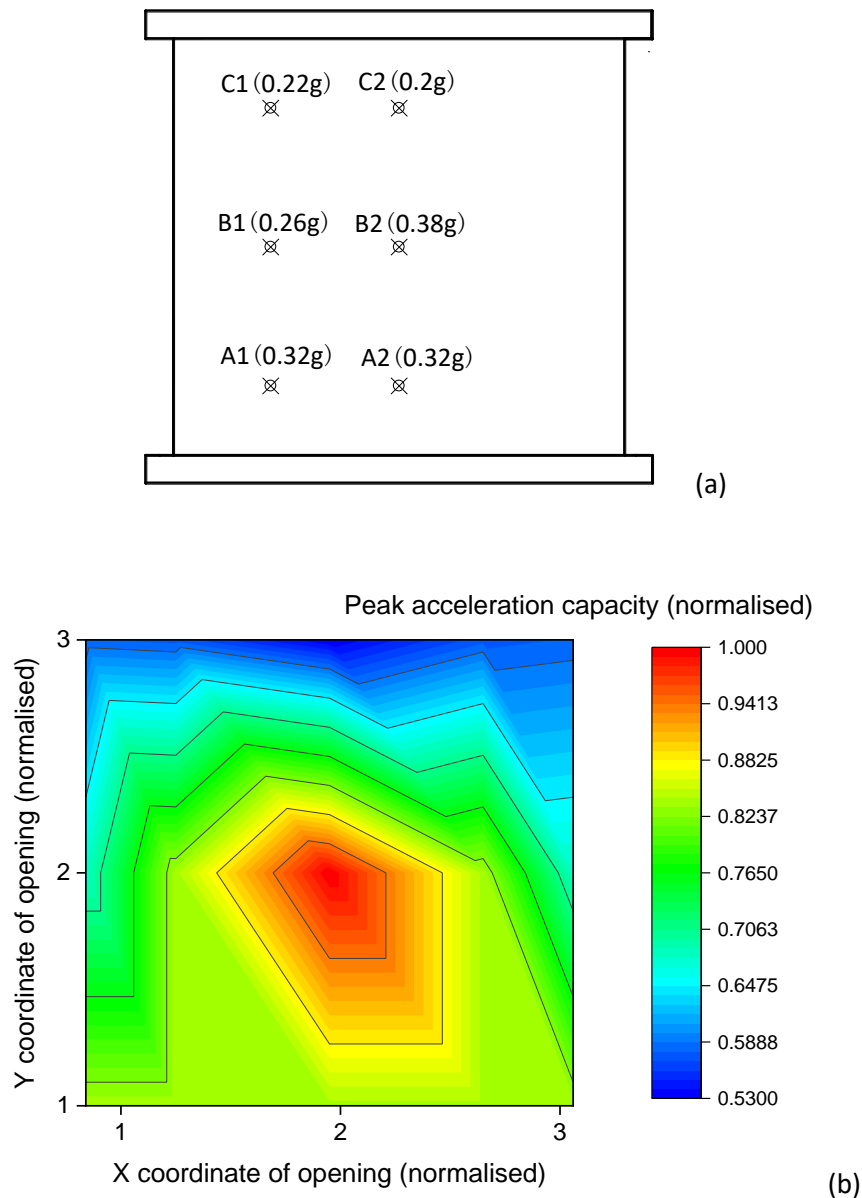 C1（0.22g） C2（0.2g）
B1（0.26g） B2（0.38g）
A1（0.32g） A2（0.32g）
(a)
Peak acceleration capacity (normalised)
3
2
1
Y coordinate of opening (normalised)
1 2 3
X coordinate of opening (normalised)
1.000
0.9413
0.8825
0.8237
0.7650
0.7063
0.6475
0.5888
0.5300
(b)